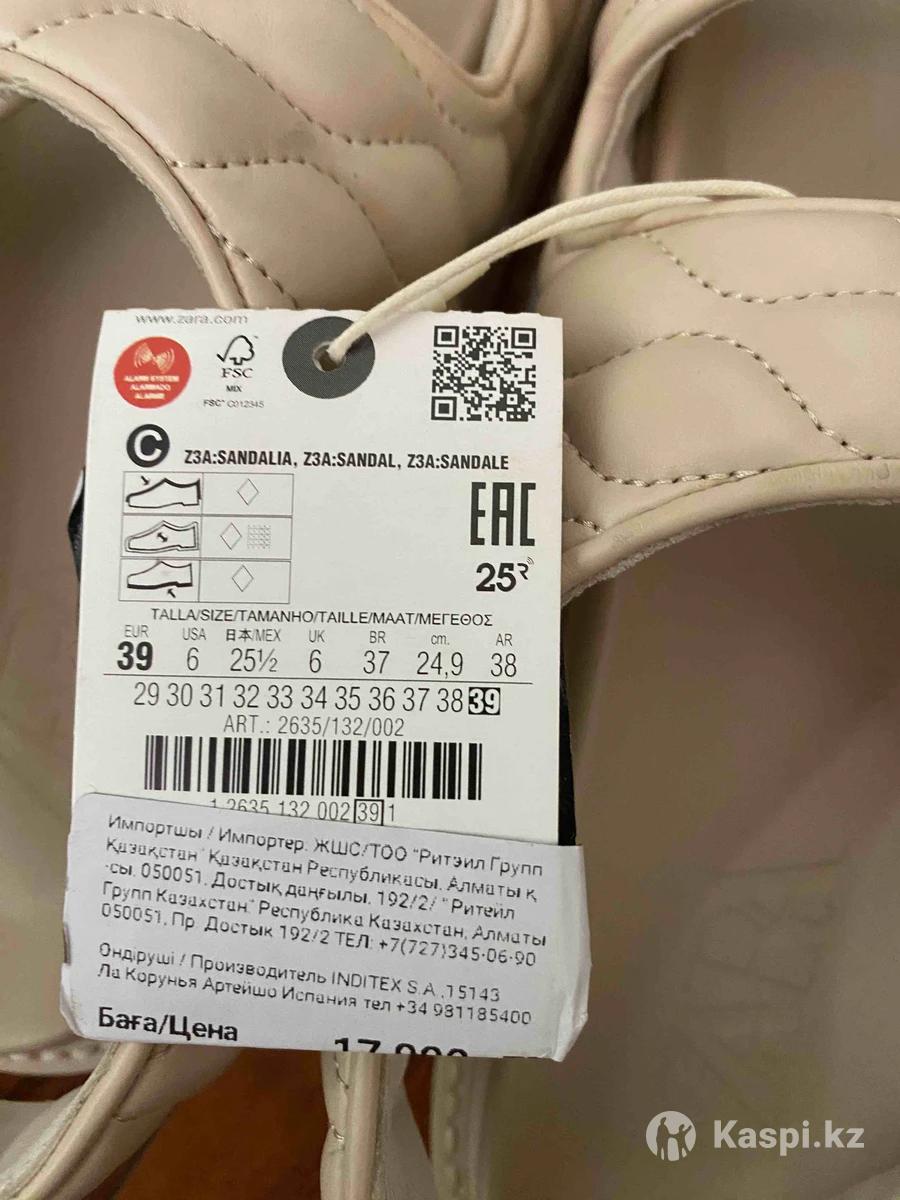 www.zara.com
ALARM SYSTEM
ALARMADO
ALARME
FSC
MIX
FSC® C012345
C
Z3A:SANDALIA, Z3A:SANDAL, Z3A:SANDALE
EAC
25R
TALLA/SIZE/TAMANHO/TAILLE/MAAT/ΜΕΓΕΘΟΣ
EUR USA 日本/MEX UK BR cm. AR
39 6 25½ 6 37 24,9 38
29 30 31 32 33 34 35 36 37 38 39
ART.: 2635/132/002
1 2635 132 002 39 1
Импортшы / Импортер: ЖШС/ТОО "Ритэил Групп
Қазақстан" Қазақстан Республикасы, Алматы қ
-сы, 050051, Достық даңғылы, 192/2/ "Ритейл
Групп Казахстан" Республика Казахстан, Алматы
050051, Пр. Достык 192/2 ТЕЛ: +7(727)345-06-90
Өндіруші / Производитель INDITEX S.A.,15143
Ла Корунья Артейшо Испания тел +34 981185400
Баға/Цена
ZARA
Kaspi.kz